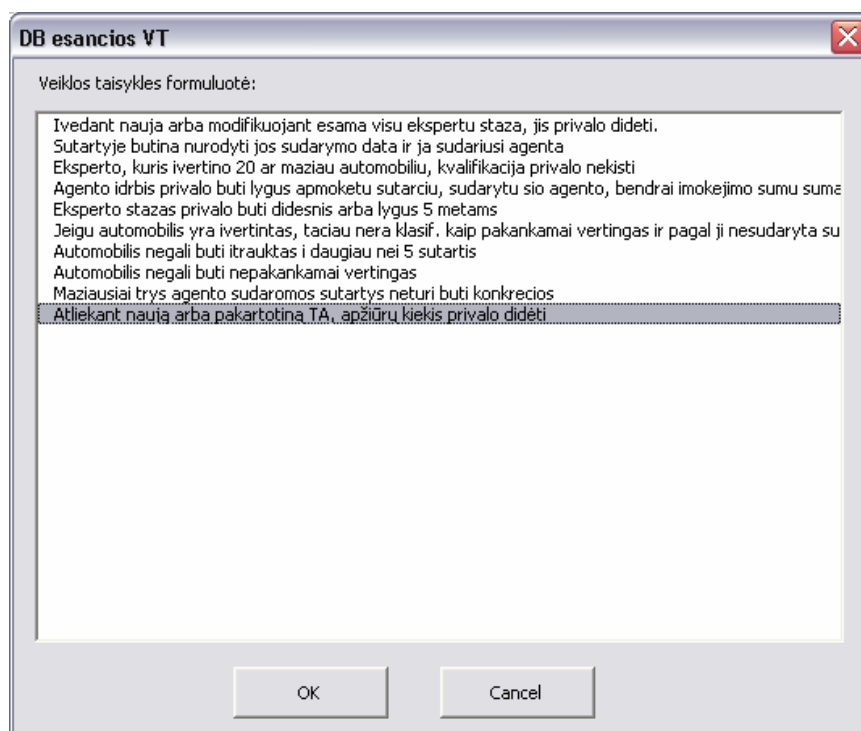 DB esancios VT
Veiklos taisykles formuluotė:
Ivedant nauja arba modifikuojant esama visu ekspertu staza, jis privalo dideti.
Sutartyje butina nurodyti jos sudarymo data ir ja sudariusi agenta
Eksperto, kuris ivertino 20 ar maziau automobiliu, kvalifikacija privalo nekisti
Agento idrbis privalo buti lygus apmoketu sutarciu, sudarytu sio agento, bendrai imokejimo sumu suma
Eksperto stazas privalo buti didesnis arba lygus 5 metams
Jeigu automobilis yra ivertintas, taciau nera klasif. kaip pakankamai vertingas ir pagal ji nesudaryta su
Automobilis negali buti itrauktas i daugiau nei 5 sutartis
Automobilis negali buti nepakankamai vertingas
Maziausiai trys agento sudaromos sutartys neturi buti konkrecios
Atliekant naują arba pakartotiną TA, apžiūrų kiekis privalo didėti
OK
Cancel